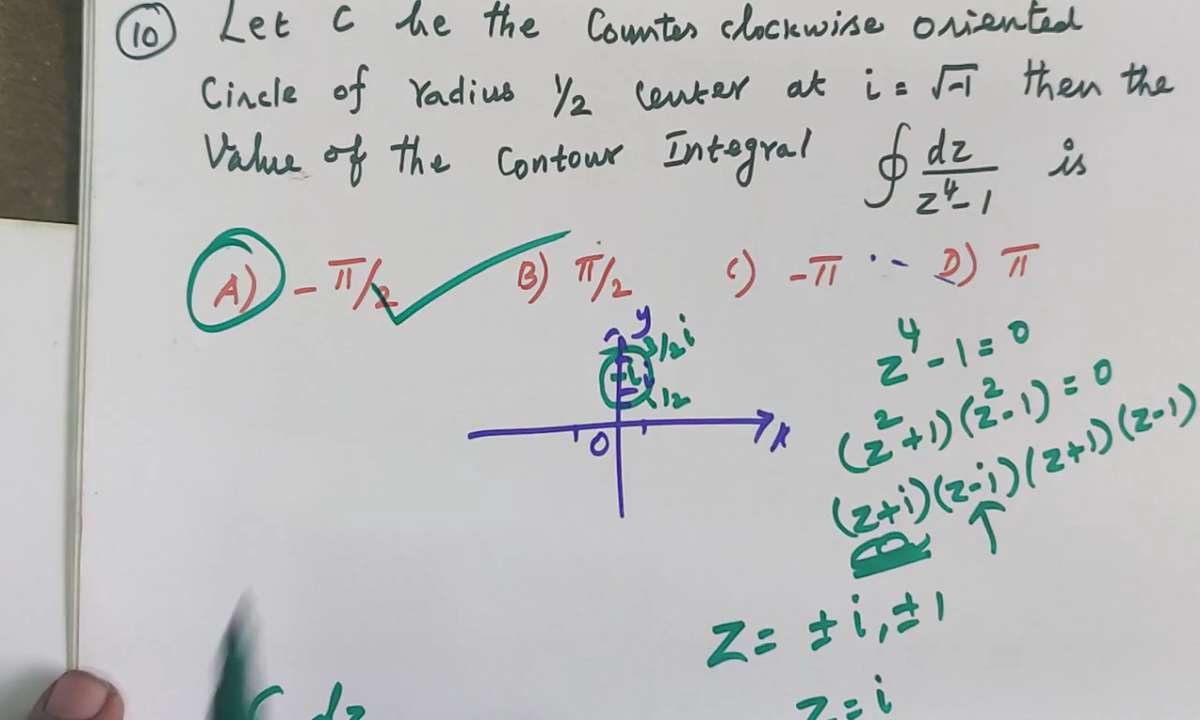 10 Let C be the Counter clockwise oriented
Circle of radius 1/2 center at i = √-1 then the
Value of the Contour Integral ∮ dz/(z⁴-1) is
A) -π/2 B) π/2 C) -π D) π
y
3/2 i
i
1/2
0 x
z⁴-1=0
(z²+1)(z²-1)=0
(z+i)(z-i)(z+1)(z-1)
z = ±i, ±1
z = i
dz